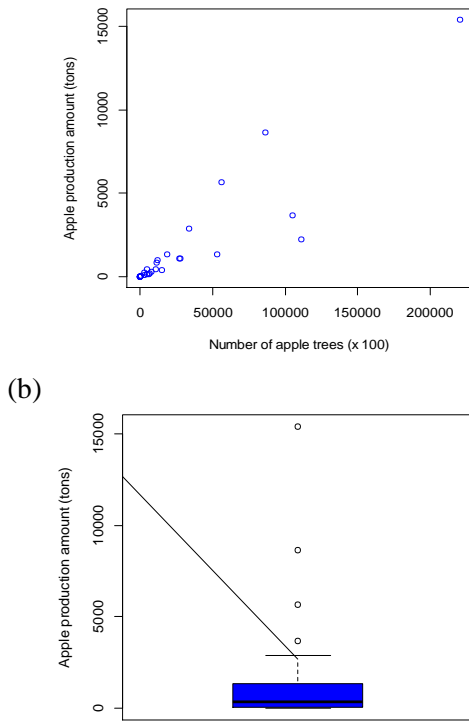 15000
10000
5000
0
Apple production amount (tons)
0 50000 100000 150000 200000
Number of apple trees (x 100)
(b)
15000
10000
5000
0
Apple production amount (tons)